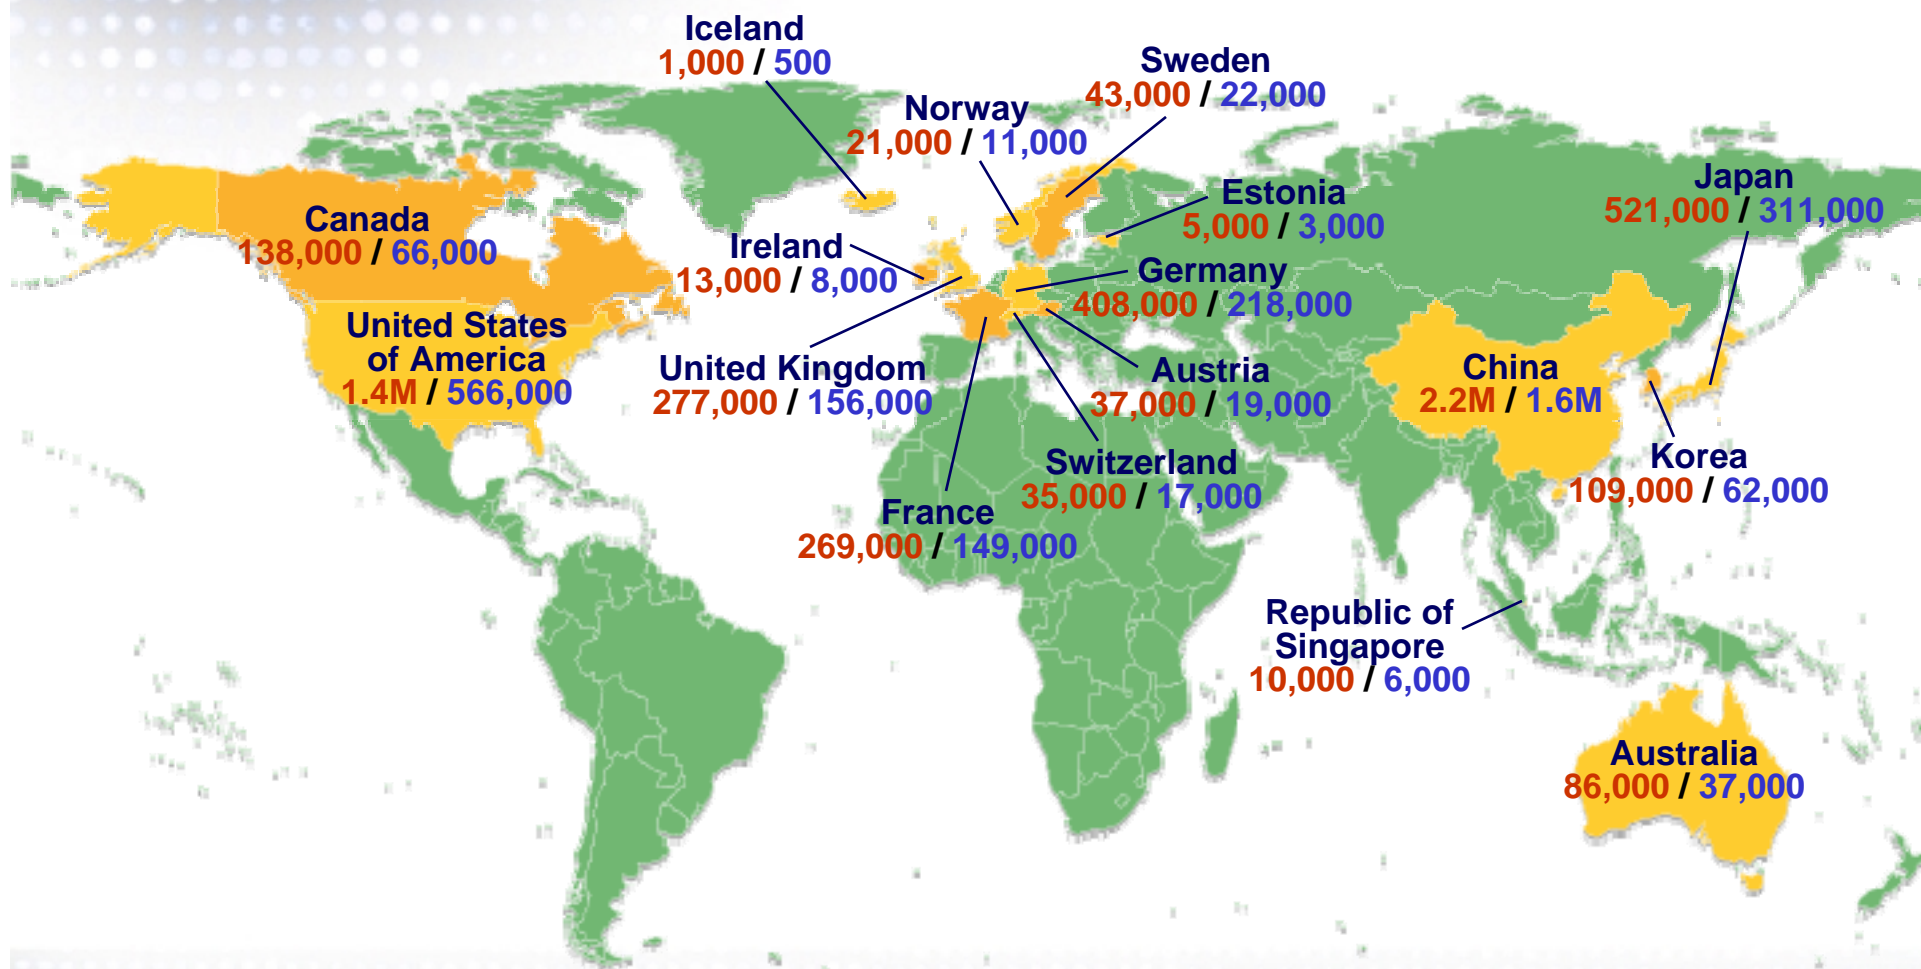 Iceland
1,000 / 500
Sweden
43,000 / 22,000
Norway
21,000 / 11,000
Estonia
5,000 / 3,000
Japan
521,000 / 311,000
Canada
138,000 / 66,000
Ireland
13,000 / 8,000
Germany
408,000 / 218,000
United States
of America
1.4M / 566,000
United Kingdom
277,000 / 156,000
Austria
37,000 / 19,000
China
2.2M / 1.6M
Switzerland
35,000 / 17,000
Korea
109,000 / 62,000
France
269,000 / 149,000
Republic of
Singapore
10,000 / 6,000
Australia
86,000 / 37,000